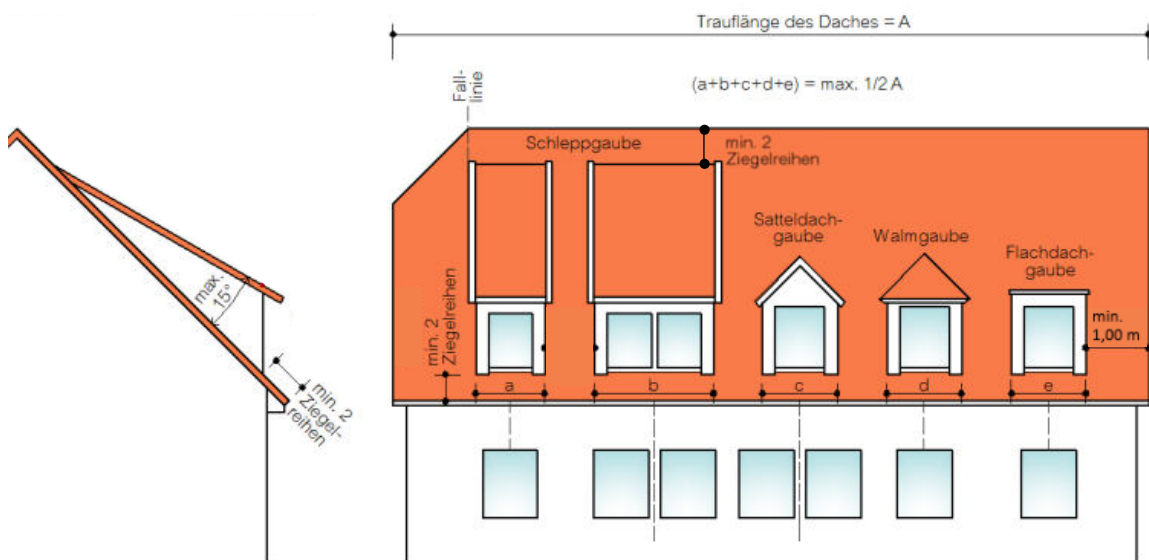 Trauflänge des Daches = A
(a+b+c+d+e) = max. 1/2 A
Fall-
linie
Schleppgaube
min. 2
Ziegelreihen
Satteldach-
gaube
Walmgaube
Flachdach-
gaube
max.
15°
min. 2
Ziegelreihen
min.
1,00 m
a
b
c
d
e
min. 2
Ziegel-
reihen